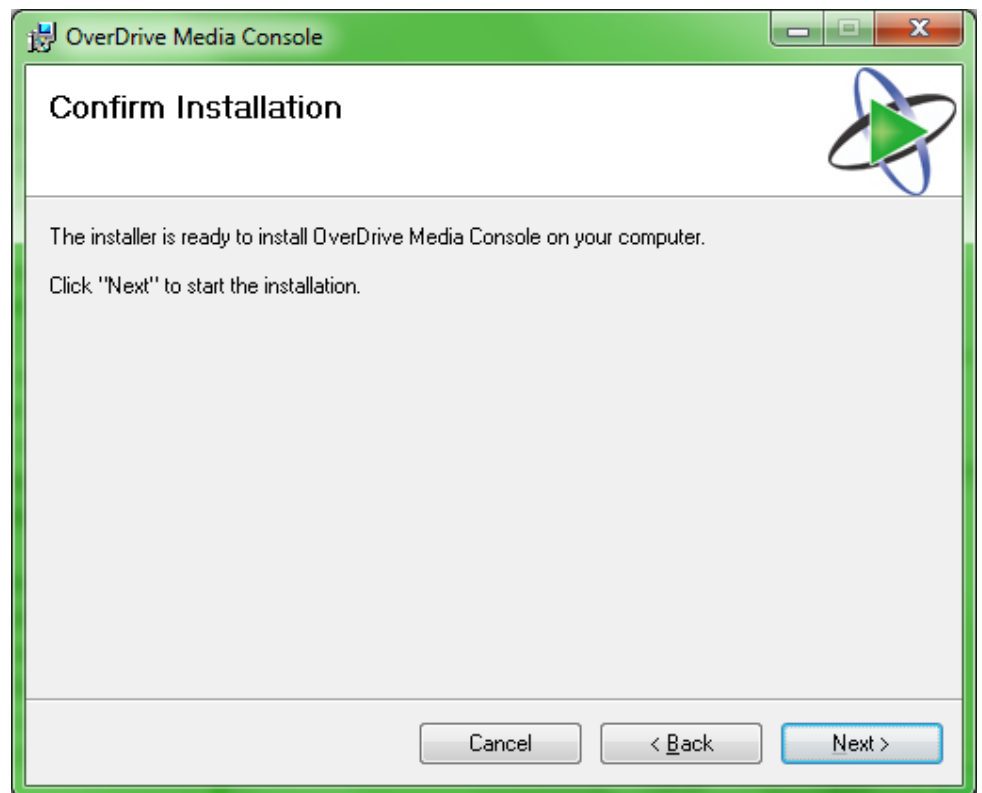 OverDrive Media Console
Confirm Installation
The installer is ready to install OverDrive Media Console on your computer.
Click "Next" to start the installation.
Cancel
< Back
Next >